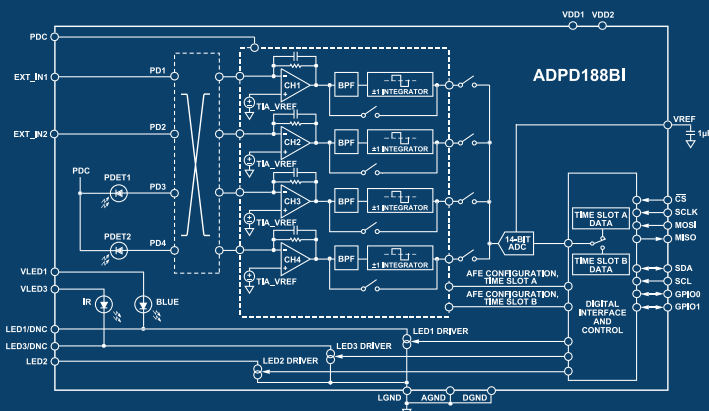 VDD1 VDD2
PDC
ADPD188BI
EXT_IN1 PD1
CH1 BPF ±1 INTEGRATOR
TIA_VREF
VREF
1µF
EXT_IN2 PD2
CH2 BPF ±1 INTEGRATOR
TIA_VREF
PDC
PDET1 PD3
CH3 BPF ±1 INTEGRATOR
TIA_VREF
PDET2 PD4
CH4 BPF ±1 INTEGRATOR
TIA_VREF
14-BIT
ADC
TIME SLOT A
DATA
TIME SLOT B
DATA
DIGITAL
INTERFACE
AND
CONTROL
CS
SCLK
MOSI
MISO
SDA
SCL
GPIO0
GPIO1
AFE CONFIGURATION,
TIME SLOT A
AFE CONFIGURATION,
TIME SLOT B
VLED1
VLED3
IR BLUE
LED1/DNC
LED3/DNC
LED2
LED1 DRIVER
LED3 DRIVER
LED2 DRIVER
LGND AGND DGND